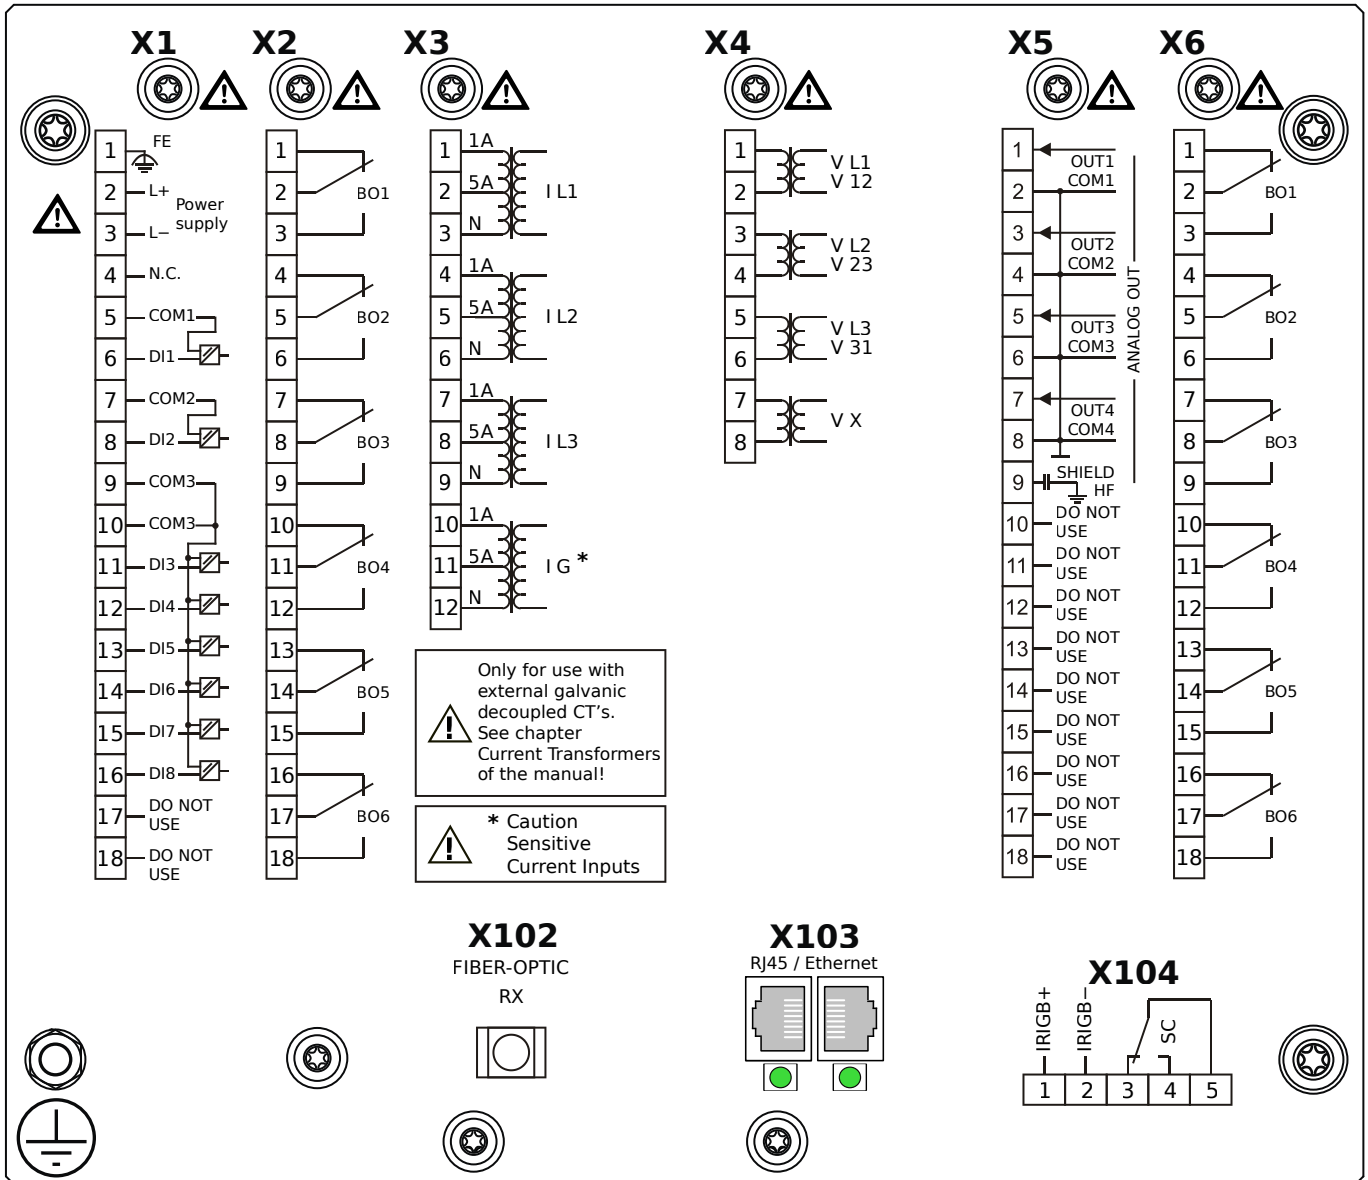 X1
X2
X3
X4
X5
X6
1 FE
2 L+
Power
supply
3 L−
4 N.C.
5 COM1
6 DI1
7 COM2
8 DI2
9 COM3
10 COM3
11 DI3
12 DI4
13 DI5
14 DI6
15 DI7
16 DI8
17 DO NOT
USE
18 DO NOT
USE
1
2 BO1
3
4
5 BO2
6
7
8 BO3
9
10
11 BO4
12
13
14 BO5
15
16
17 BO6
18
1 1A
2 5A I L1
3 N
4 1A
5 5A I L2
6 N
7 1A
8 5A I L3
9 N
10 1A
11 5A I G *
12 N
Only for use with
external galvanic
decoupled CT's.
See chapter
Current Transformers
of the manual!
* Caution
Sensitive
Current Inputs
1 V L1
2 V 12
3 V L2
4 V 23
5 V L3
6 V 31
7 V X
8
1 OUT1
2 COM1
3 OUT2
4 COM2
5 OUT3
6 COM3
7 OUT4
8 COM4
ANALOG OUT
9 SHIELD
HF
10 DO NOT
USE
11 DO NOT
USE
12 DO NOT
USE
13 DO NOT
USE
14 DO NOT
USE
15 DO NOT
USE
16 DO NOT
USE
17 DO NOT
USE
18 DO NOT
USE
1
2 BO1
3
4
5 BO2
6
7
8 BO3
9
10
11 BO4
12
13
14 BO5
15
16
17 BO6
18
X102
FIBER-OPTIC
RX
X103
RJ45 / Ethernet
X104
IRIGB+
IRIGB−
SC
1 2 3 4 5